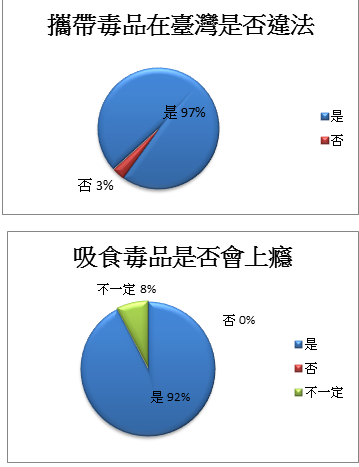 攜帶毒品在臺灣是否違法
是 97%
是
否
否 3%
吸食毒品是否會上癮
不一定 8%
否 0%
是
否
不一定
是 92%